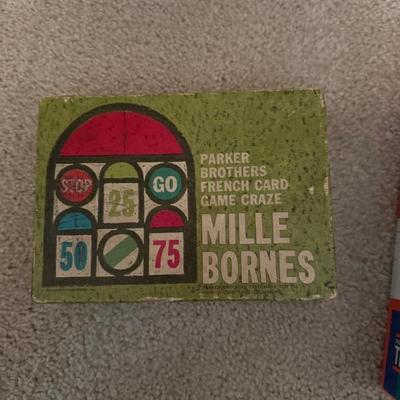 PARKER
BROTHERS
FRENCH CARD
GAME CRAZE
MILLE
BORNES
STOP
25
GO
50
75